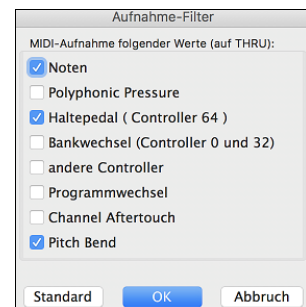 Aufnahme-Filter
MIDI-Aufnahme folgender Werte (auf THRU):
Noten
Polyphonic Pressure
Haltepedal ( Controller 64 )
Bankwechsel (Controller 0 und 32)
andere Controller
Programmwechsel
Channel Aftertouch
Pitch Bend
Standard OK Abbruch